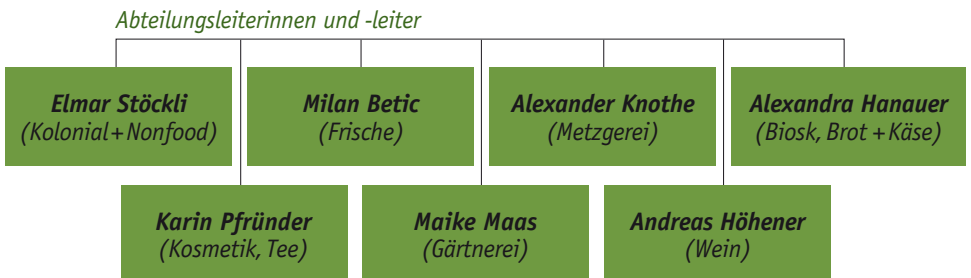 Abteilungsleiterinnen und -leiter
Elmar Stöckli
(Kolonial+Nonfood)
Milan Betic
(Frische)
Alexander Knothe
(Metzgerei)
Alexandra Hanauer
(Biosk, Brot+Käse)
Karin Pfründer
(Kosmetik, Tee)
Maike Maas
(Gärtnerei)
Andreas Höhener
(Wein)